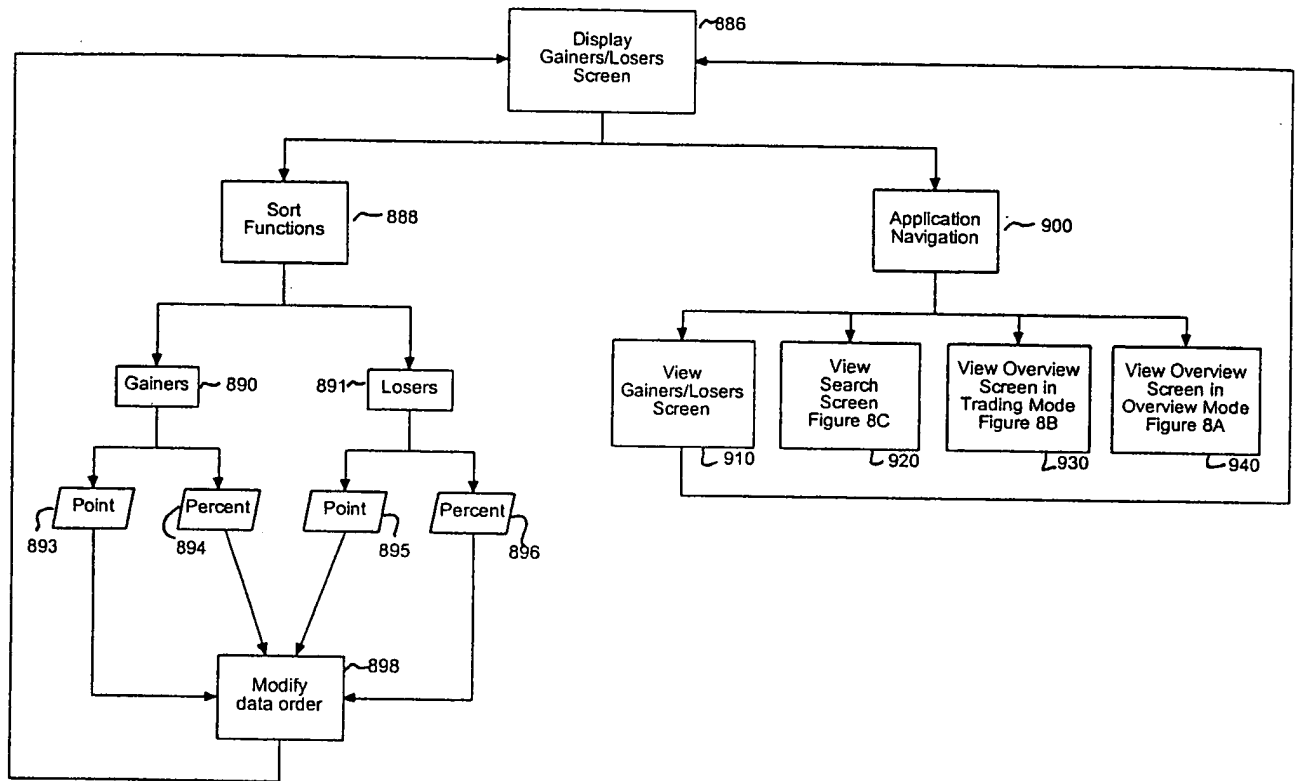 Display
Gainers/Losers
Screen
886
Sort
Functions
888
Application
Navigation
900
Gainers
890
891
Losers
View
Gainers/Losers
Screen
910
View
Search
Screen
Figure 8C
920
View Overview
Screen in
Trading Mode
Figure 8B
930
View Overview
Screen in
Overview Mode
Figure 8A
940
Point
893
Percent
894
Point
895
Percent
896
Modify
data order
898